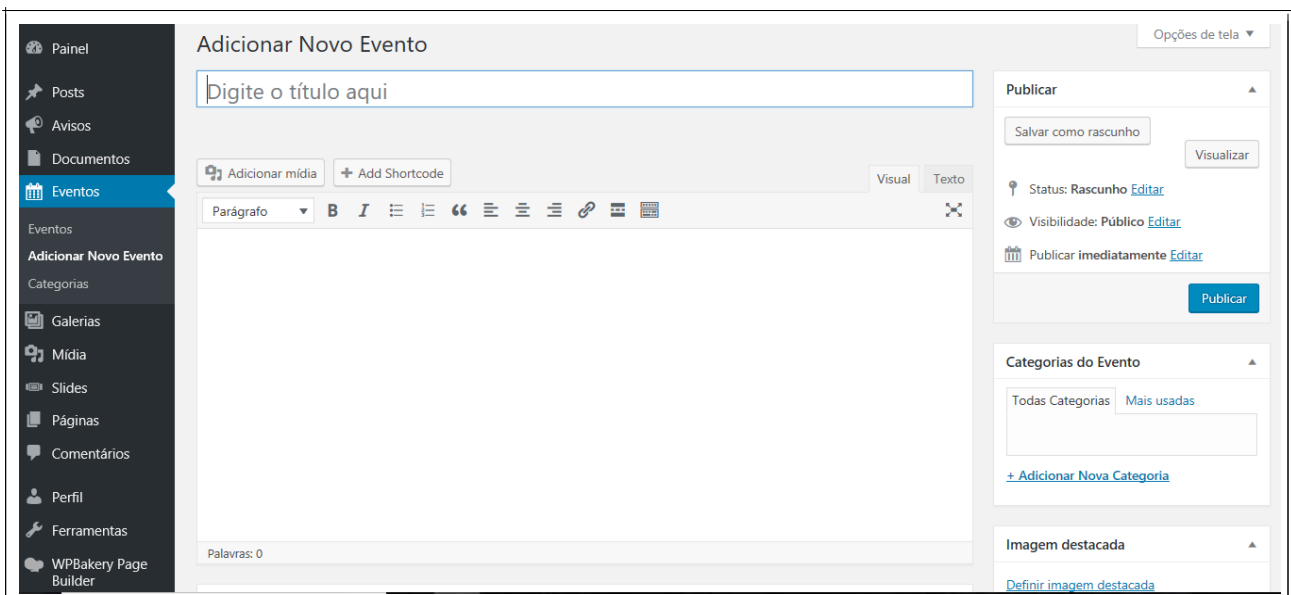 Painel
Posts
Avisos
Documentos
Eventos
Eventos
Adicionar Novo Evento
Categorias
Galerias
Mídia
Slides
Páginas
Comentários
Perfil
Ferramentas
WPBakery Page
Builder
Adicionar Novo Evento
Opções de tela ▼
Digite o título aqui
Adicionar mídia
+ Add Shortcode
Visual
Texto
Parágrafo
Palavras: 0
Publicar
Salvar como rascunho
Visualizar
Status: Rascunho Editar
Visibilidade: Público Editar
Publicar imediatamente Editar
Publicar
Categorias do Evento
Todas Categorias
Mais usadas
+ Adicionar Nova Categoria
Imagem destacada
Definir imagem destacada